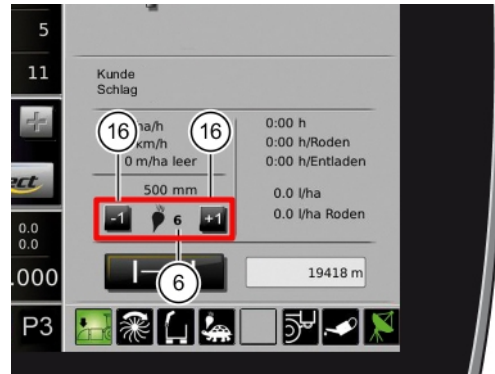 5
11
Kunde
Schlag
ha/h
km/h
0 m/ha leer
0:00 h
0:00 h/Roden
0:00 h/Entladen
16
16
500 mm
0.0 l/ha
0.0 l/ha Roden
-1
6
+1
ect
0.0
0.0
.000
6
19418 m
P3